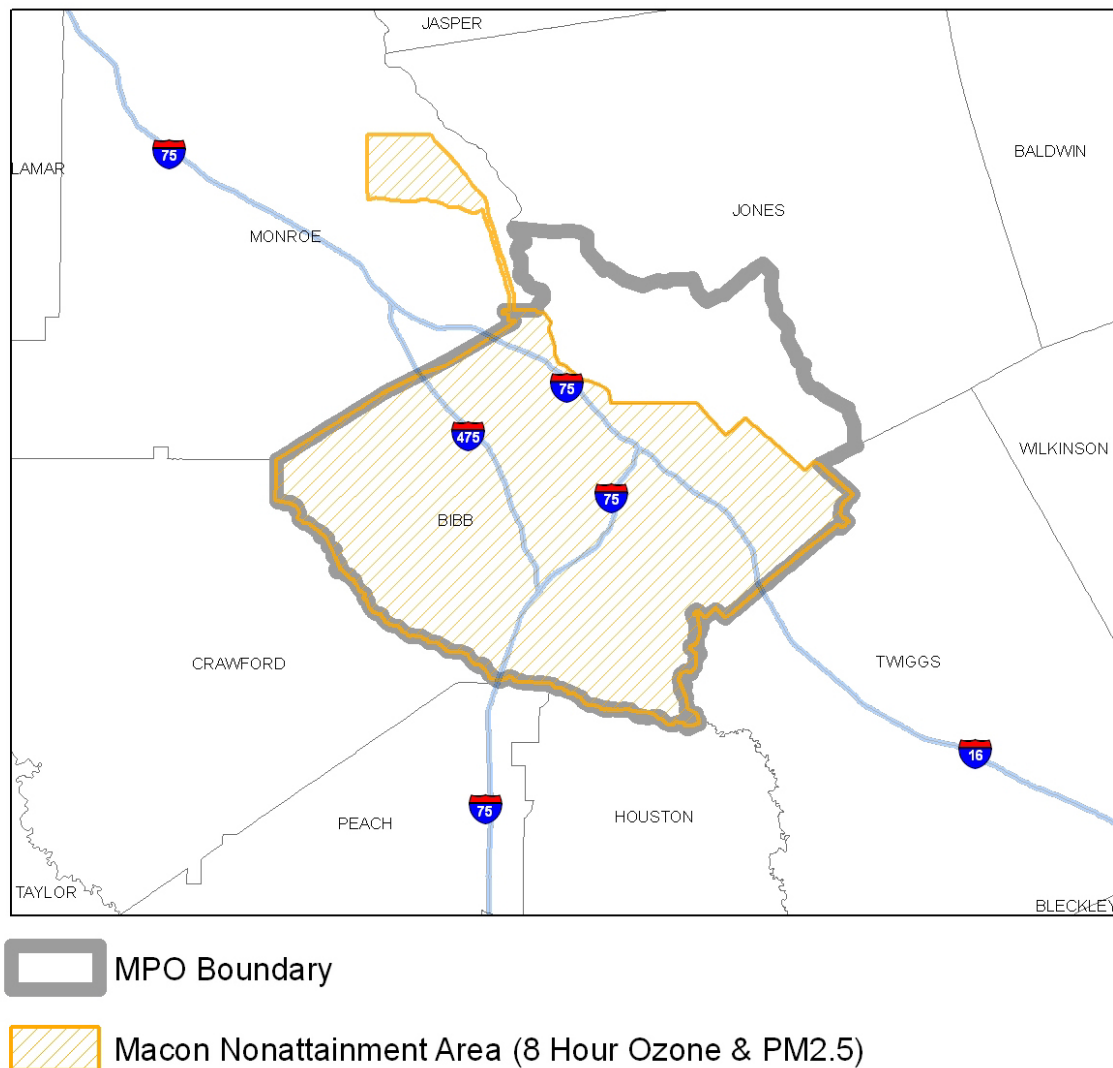 JASPER
75
BALDWIN
LAMAR
JONES
MONROE
75
475
WILKINSON
75
BIBB
CRAWFORD
TWIGGS
16
75
HOUSTON
PEACH
TAYLOR
BLECKLEY
MPO Boundary
Macon Nonattainment Area (8 Hour Ozone & PM2.5)